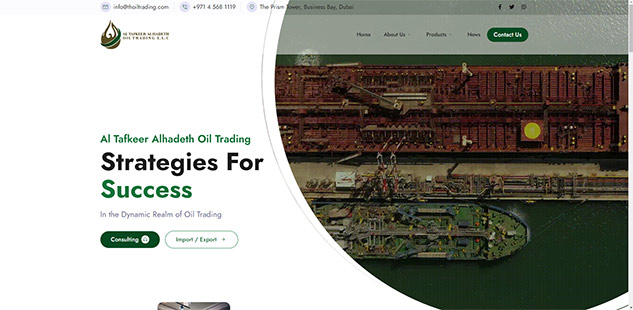 info@thoiltrading.com
+971 4 568 1119
The Prism Tower, Business Bay, Dubai
AL TAFKEER ALHADETH
OIL TRADING L.L.C
Home
About Us
Products
News
Contact Us
Al Tafkeer Alhadeth Oil Trading
Strategies For
Success
In the Dynamic Realm of Oil Trading
Consulting
Import / Export